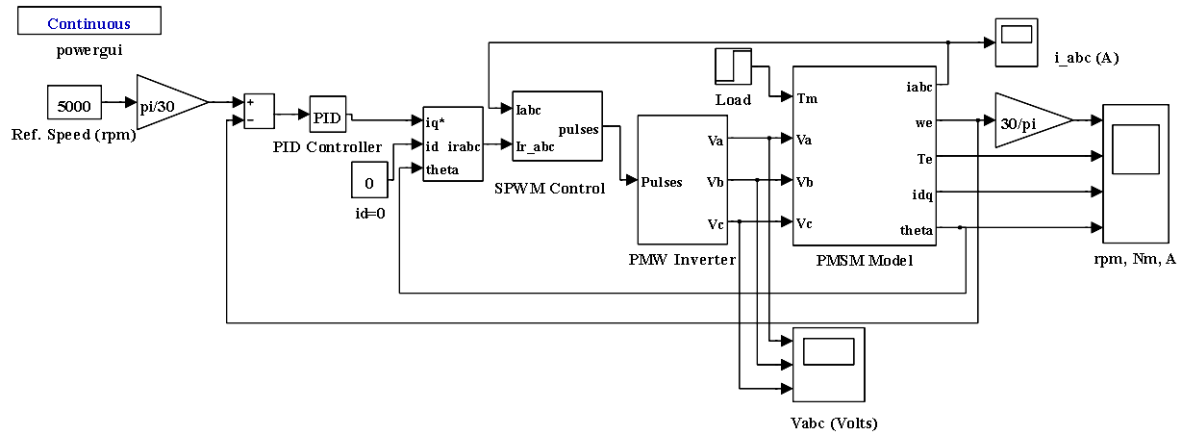 Continuous
powergui
5000
Ref. Speed (rpm)
pi/30
+
−
PID
PID Controller
0
id=0
iq*
id irabc
theta
Iabc
pulses
Ir_abc
SPWM Control
Pulses
Va
Vb
Vc
PMW Inverter
Load
Tm
Va
Vb
Vc
iabc
we
Te
idq
theta
PMSM Model
i_abc (A)
30/pi
rpm, Nm, A
Vabc (Volts)